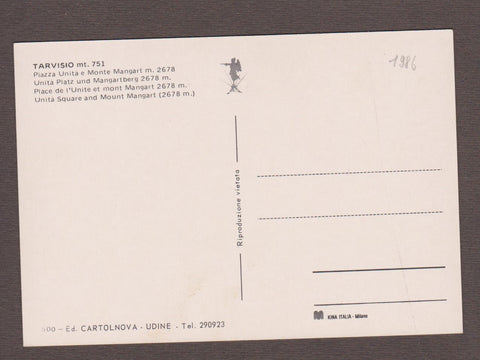 TARVISIO mt. 751
Piazza Unità e Monte Mangart m. 2678
Unità Platz und Mangartberg 2678 m.
Place de l'Unite et mont Mangart 2678 m.
Unità Square and Mount Mangart (2678 m.)
1986
Riproduzione vietata
500 – Ed. CARTOLNOVA - UDINE - Tel. 290923
KINA ITALIA - Milano